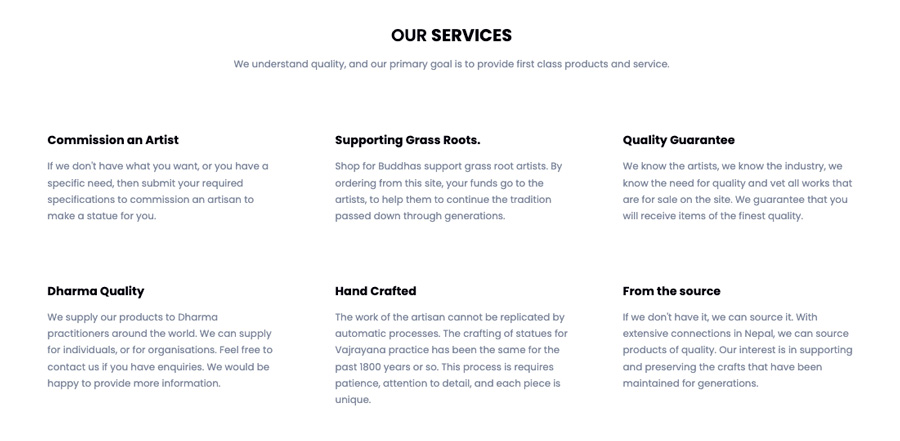 OUR SERVICES
We understand quality, and our primary goal is to provide first class products and service.
Commission an Artist
If we don't have what you want, or you have a
specific need, then submit your required
specifications to commission an artisan to
make a statue for you.
Supporting Grass Roots.
Shop for Buddhas support grass root artists. By
ordering from this site, your funds go to the
artists, to help them to continue the tradition
passed down through generations.
Quality Guarantee
We know the artists, we know the industry, we
know the need for quality and vet all works that
are for sale on the site. We guarantee that you
will receive items of the finest quality.
Dharma Quality
We supply our products to Dharma
practitioners around the world. We can supply
for individuals, or for organisations. Feel free to
contact us if you have enquiries. We would be
happy to provide more information.
Hand Crafted
The work of the artisan cannot be replicated by
automatic processes. The crafting of statues for
Vajrayana practice has been the same for the
past 1800 years or so. This process is requires
patience, attention to detail, and each piece is
unique.
From the source
If we don't have it, we can source it. With
extensive connections in Nepal, we can source
products of quality. Our interest is in supporting
and preserving the crafts that have been
maintained for generations.